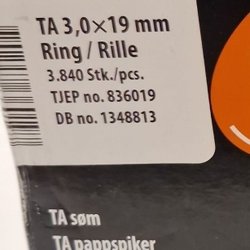 TA 3,0×19 mm
Ring / Rille
3.840 Stk./pcs.
TJEP no. 836019
DB no. 1348813
TA søm
TA pappspiker